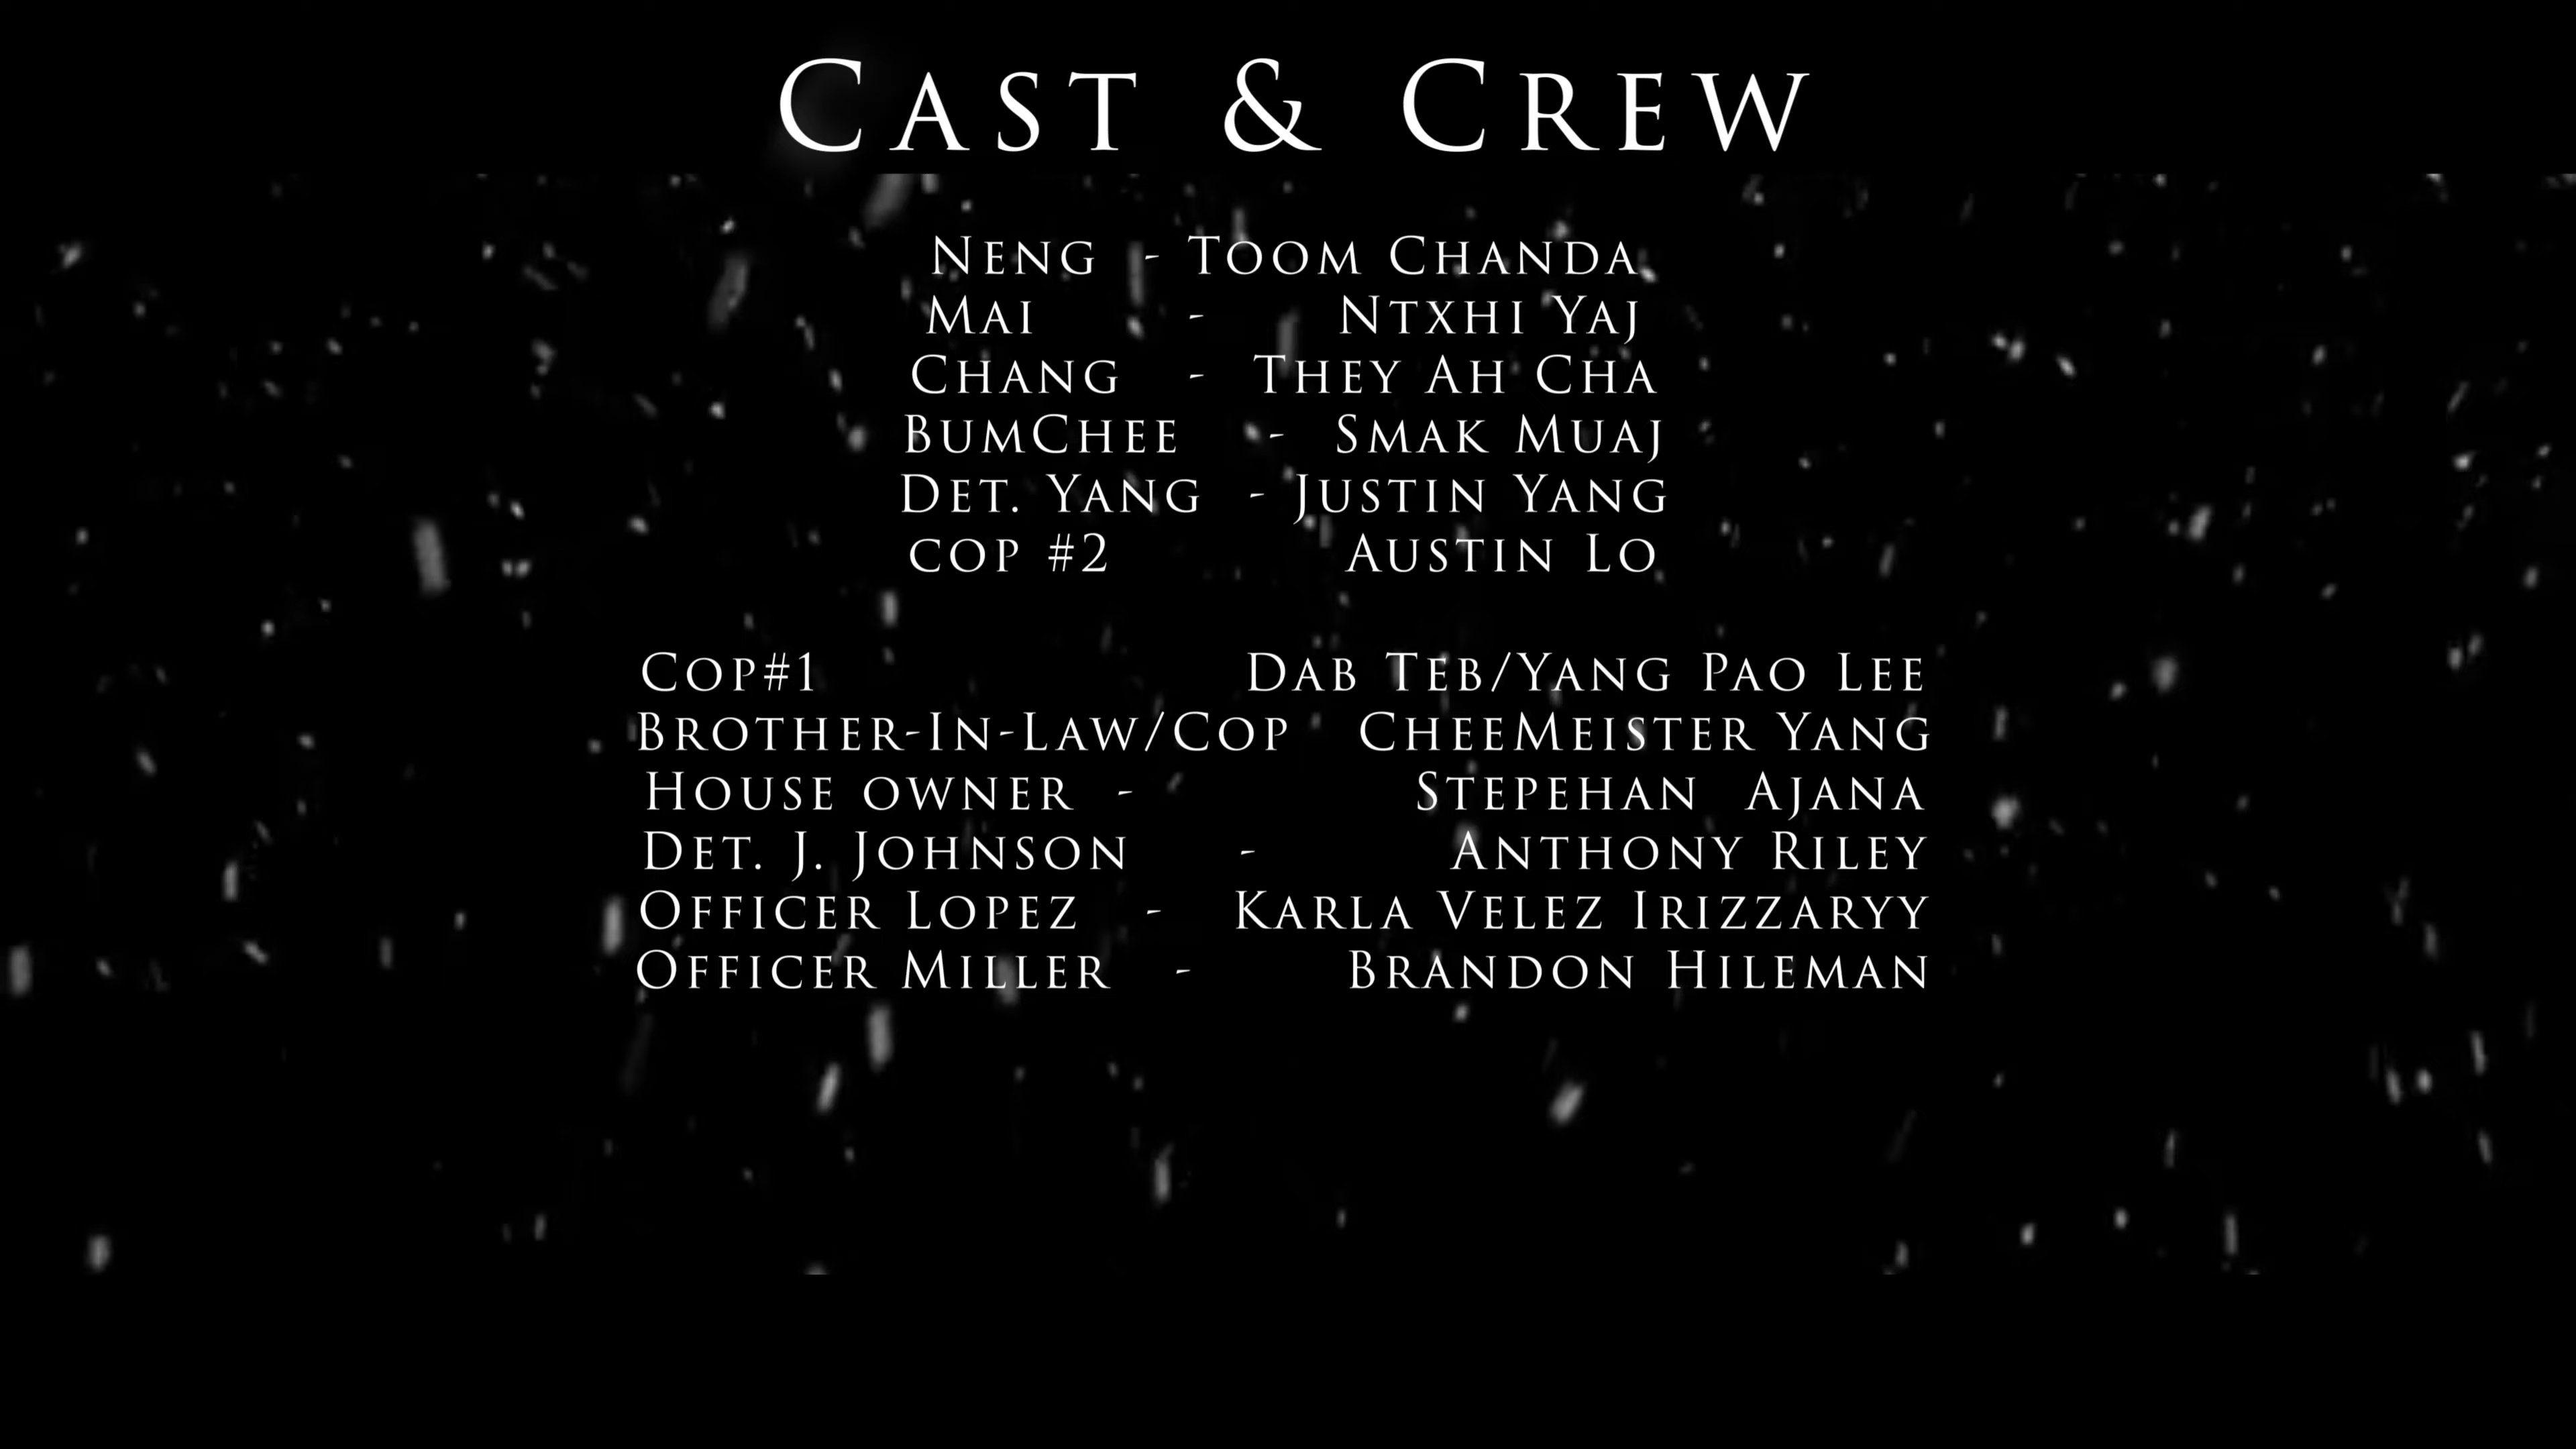 Cast & Crew
Neng - Toom Chanda
Mai - Ntxhi Yaj
Chang - They Ah Cha
BumChee - Smak Muaj
Det. Yang - Justin Yang
cop #2 Austin Lo
Cop#1 Dab Teb/Yang Pao Lee
Brother-In-Law/Cop CheeMeister Yang
House owner - Stepehan Ajana
Det. J. Johnson - Anthony Riley
Officer Lopez - Karla Velez Irizzaryy
Officer Miller - Brandon Hileman